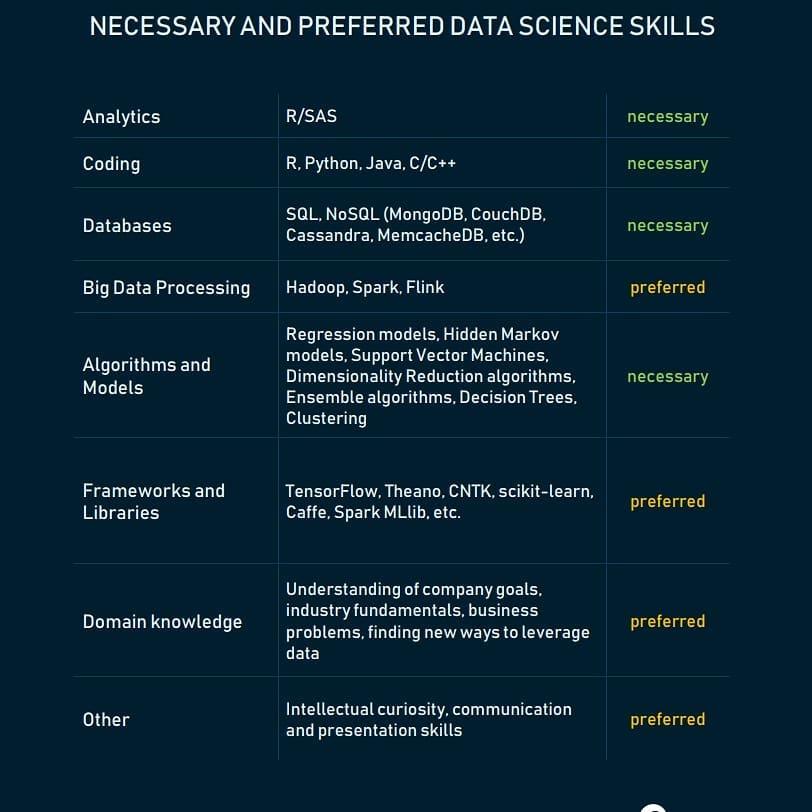 NECESSARY AND PREFERRED DATA SCIENCE SKILLS
Analytics
R/SAS
necessary
Coding
R, Python, Java, C/C++
necessary
Databases
SQL, NoSQL (MongoDB, CouchDB,
Cassandra, MemcacheDB, etc.)
necessary
Big Data Processing
Hadoop, Spark, Flink
preferred
Algorithms and
Models
Regression models, Hidden Markov
models, Support Vector Machines,
Dimensionality Reduction algorithms,
Ensemble algorithms, Decision Trees,
Clustering
necessary
Frameworks and
Libraries
TensorFlow, Theano, CNTK, scikit-learn,
Caffe, Spark MLlib, etc.
preferred
Domain knowledge
Understanding of company goals,
industry fundamentals, business
problems, finding new ways to leverage
data
preferred
Other
Intellectual curiosity, communication
and presentation skills
preferred